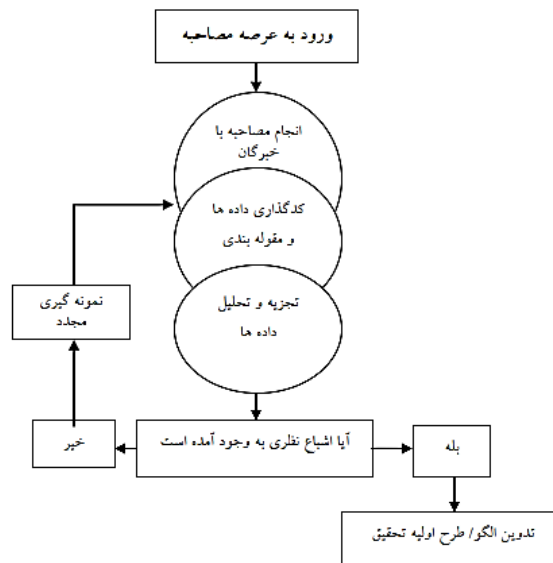 ورود به عرصه مصاحبه
انجام مصاحبه با
خبرگان
کدگذاری داده ها
و مقوله بندی
تجزیه و تحلیل
داده ها
نمونه گیری
مجدد
خیر
آیا اشباع نظری به وجود آمده است
بله
تدوین الگو/ طرح اولیه تحقیق